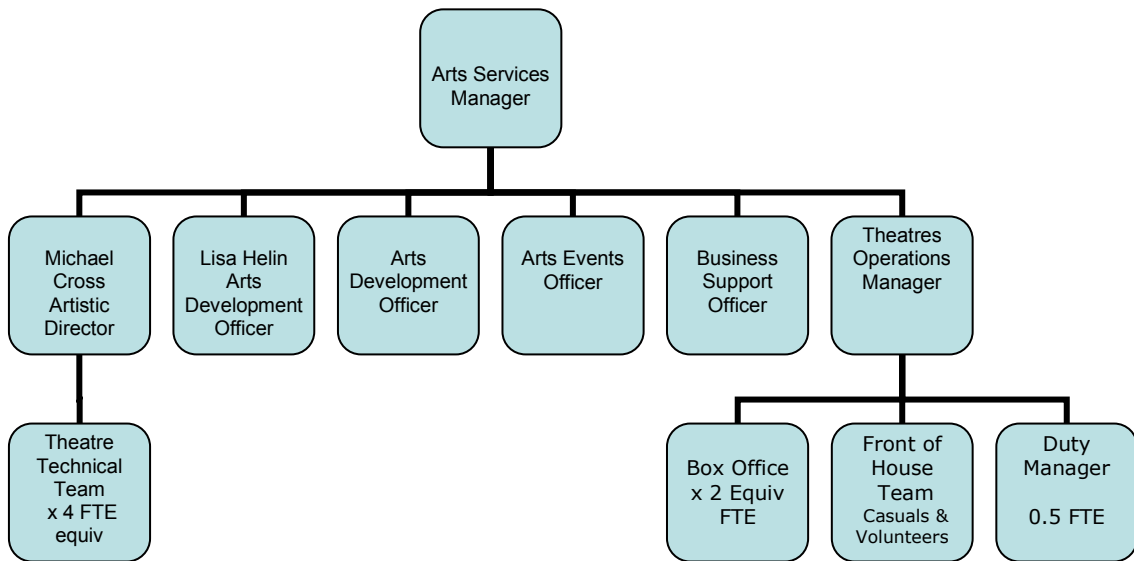 Arts Services
Manager
Michael
Cross
Artistic
Director
Lisa Helin
Arts
Development
Officer
Arts
Development
Officer
Arts Events
Officer
Business
Support
Officer
Theatres
Operations
Manager
Theatre
Technical
Team
x 4 FTE
equiv
Box Office
x 2 Equiv
FTE
Front of
House
Team
Casuals &
Volunteers
Duty
Manager
0.5 FTE